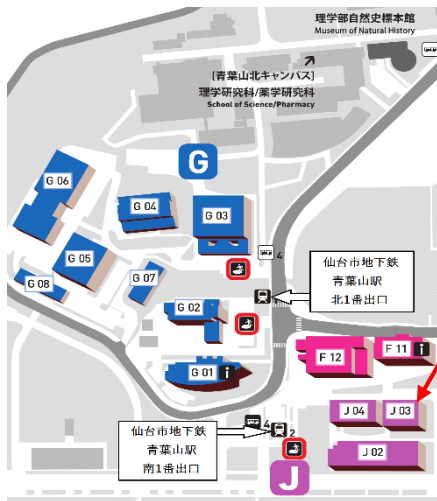 理学部自然史標本館
Museum of Natural History
[青葉山北キャンパス]
理学研究科/薬学研究科
School of Science/Pharmacy
G
G 06
G 04
G 03
G 05
G 07
G 08
4
仙台市地下鉄
青葉山駅
北1番出口
G 02
G 01 i
F 12
F 11 i
J 04
J 03
J 02
4
2
仙台市地下鉄
青葉山駅
南1番出口
J